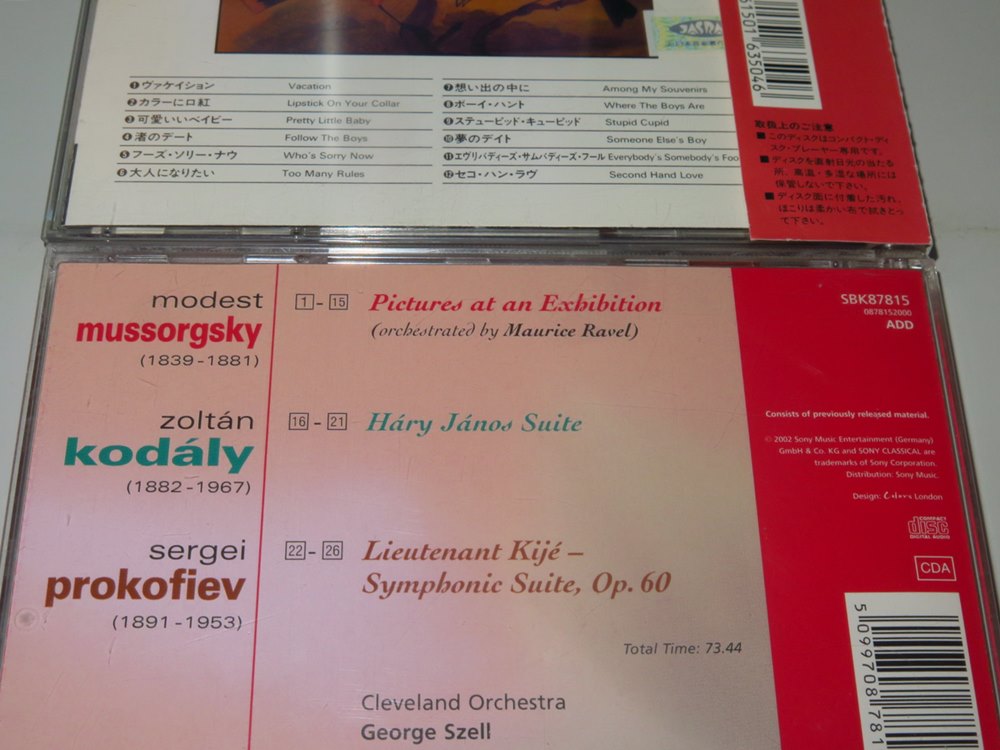 JASRAC
❶ヴァケイション Vacation
❷カラーに口紅 Lipstick On Your Collar
❸可愛いいベイビー Pretty Little Baby
❹渚のデート Follow The Boys
❺フーズ・ソリー・ナウ Who's Sorry Now
❻大人になりたい Too Many Rules
❼想い出の中に Among My Souvenirs
❽ボーイ・ハント Where The Boys Are
❾ステューピッド・キューピッド Stupid Cupid
❿夢のデイト Someone Else's Boy
⓫エヴリバディーズ・サムバディーズ・フール Everybody's Somebody's Foo
⓬セコ・ハン・ラヴ Second Hand Love
61501 635046
取扱上のご注意
■このディスクはコンパクト・ディ
スク・プレーヤー専用です。
■ディスクを直射日光の当たる
所、高温・多湿な場所には
保管しないで下さい。
■ディスク面に付着した汚れ、
ほこりは柔かい布で拭きとっ
て下さい。
modest
mussorgsky
(1839-1881)
1 - 15 Pictures at an Exhibition
(orchestrated by Maurice Ravel)
zoltán
kodály
(1882-1967)
16 - 21 Háry János Suite
sergei
prokofiev
(1891-1953)
22 - 26 Lieutenant Kijé –
Symphonic Suite, Op. 60
Total Time: 73.44
Cleveland Orchestra
George Szell
SBK87815
0878152000
ADD
Consists of previously released material.
℗ 2002 Sony Music Entertainment (Germany)
GmbH & Co. KG and SONY CLASSICAL are
trademarks of Sony Corporation.
Distribution: Sony Music.
Design: Colours London
COMPACT
disc
DIGITAL AUDIO
CDA
5 099708 781